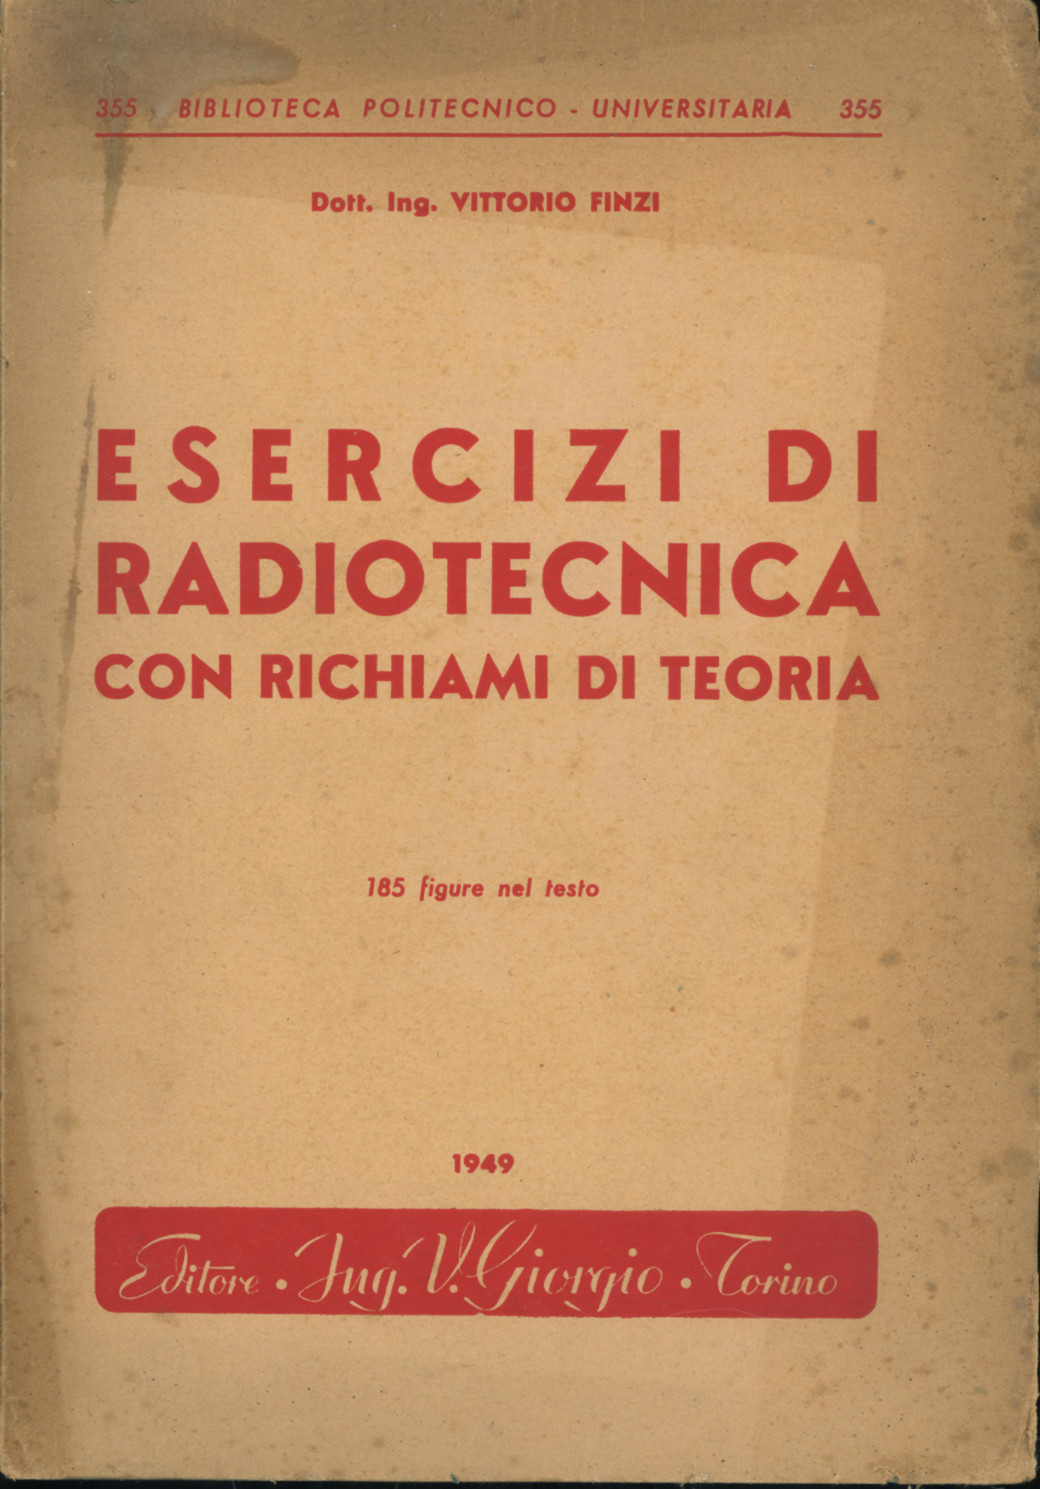 355 BIBLIOTECA POLITECNICO - UNIVERSITARIA 355
Dott. Ing. VITTORIO FINZI
ESERCIZI DI
RADIOTECNICA
CON RICHIAMI DI TEORIA
185 figure nel testo
1949
Editore • Ing. V. Giorgio • Torino